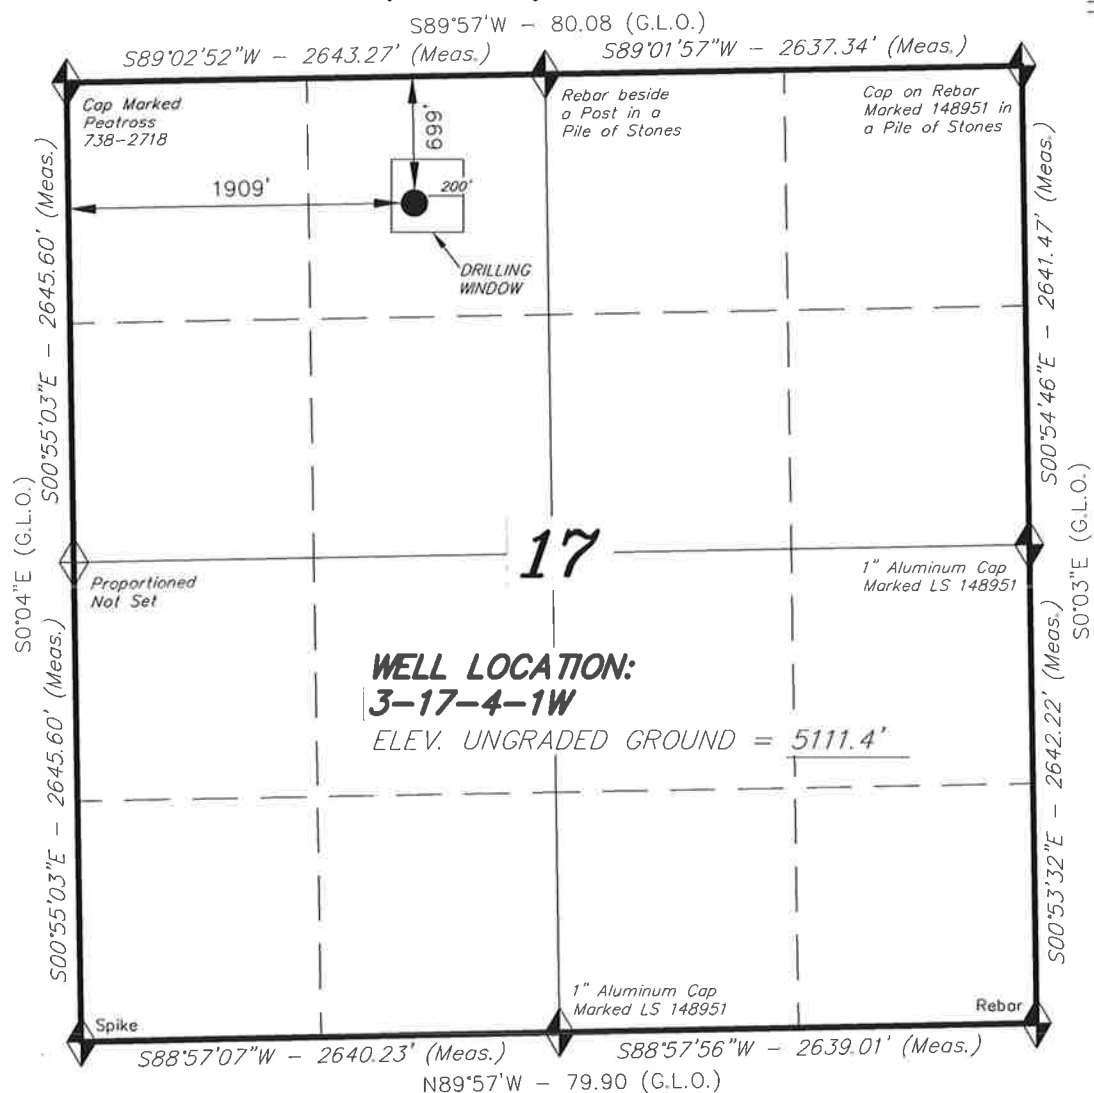 S89°57'W - 80.08 (G.L.O.)
S89°02'52"W - 2643.27' (Meas.)
S89°01'57"W - 2637.34' (Meas.)
Cap Marked
Peatross
738-2718
Rebar beside
a Post in a
Pile of Stones
Cap on Rebar
Marked 148951 in
a Pile of Stones
699'
1909'
200'
DRILLING
WINDOW
S00°55'03"E - 2645.60' (Meas.)
S00°54'46"E - 2641.47' (Meas.)
S0°04'E (G.L.O.)
S0°03'E (G.L.O.)
17
Proportioned
Not Set
1" Aluminum Cap
Marked LS 148951
WELL LOCATION:
3-17-4-1W
ELEV. UNGRADED GROUND = 5111.4'
S00°55'03"E - 2645.60' (Meas.)
S00°53'32"E - 2642.22' (Meas.)
Spike
1" Aluminum Cap
Marked LS 148951
Rebar
S88°57'07"W - 2640.23' (Meas.)
S88°57'56"W - 2639.01' (Meas.)
N89°57'W - 79.90 (G.L.O.)